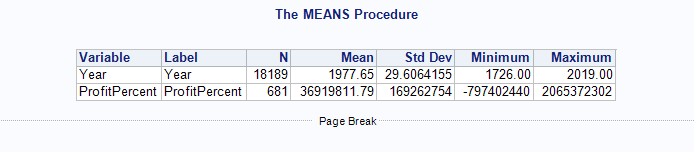 The MEANS Procedure
Variable Label N Mean Std Dev Minimum Maximum
Year Year 18189 1977.65 29.6064155 1726.00 2019.00
ProfitPercent ProfitPercent 681 36919811.79 169262754 -797402440 2065372302
Page Break